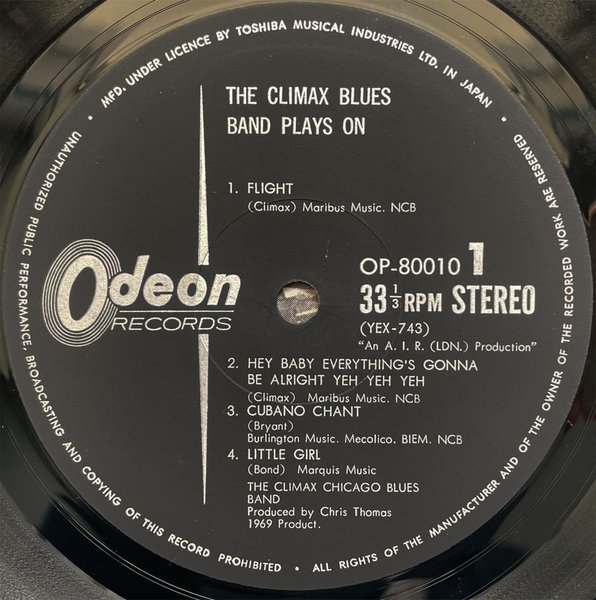 MFD. UNDER LICENCE BY TOSHIBA MUSICAL INDUSTRIES LTD. IN JAPAN •
THE CLIMAX BLUES
BAND PLAYS ON
1. FLIGHT
(Climax) Maribus Music. NCB
Odeon
RECORDS
OP-80010 1
33 1/3 RPM STEREO
(YEX-743)
"An A. I. R. (LDN.) Production"
2. HEY BABY EVERYTHING'S GONNA
BE ALRIGHT YEH YEH YEH
(Climax) Maribus Music. NCB
3. CUBANO CHANT
(Bryant)
Burlington Music. Mecolico. BIEM. NCB
4. LITTLE GIRL
(Bond) Marquis Music
THE CLIMAX CHICAGO BLUES
BAND
Produced by Chris Thomas
1969 Product.
ALL RIGHTS OF THE MANUFACTURER AND OF THE OWNER OF THE RECORDED WORK ARE RESERVED
UNAUTHORIZED PUBLIC PERFORMANCE, BROADCASTING AND COPYING OF THIS RECORD PROHIBITED •